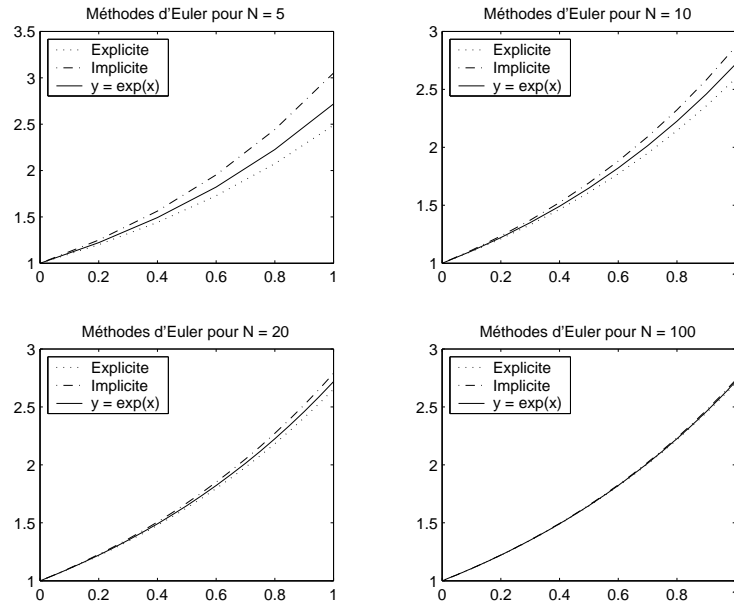 Méthodes d'Euler pour N = 5
3.5
3
2.5
2
1.5
1
0 0.2 0.4 0.6 0.8 1
Explicite
Implicite
y = exp(x)
Méthodes d'Euler pour N = 10
3
2.5
2
1.5
1
0 0.2 0.4 0.6 0.8 1
Explicite
Implicite
y = exp(x)
Méthodes d'Euler pour N = 20
3
2.5
2
1.5
1
0 0.2 0.4 0.6 0.8 1
Explicite
Implicite
y = exp(x)
Méthodes d'Euler pour N = 100
3
2.5
2
1.5
1
0 0.2 0.4 0.6 0.8 1
Explicite
Implicite
y = exp(x)